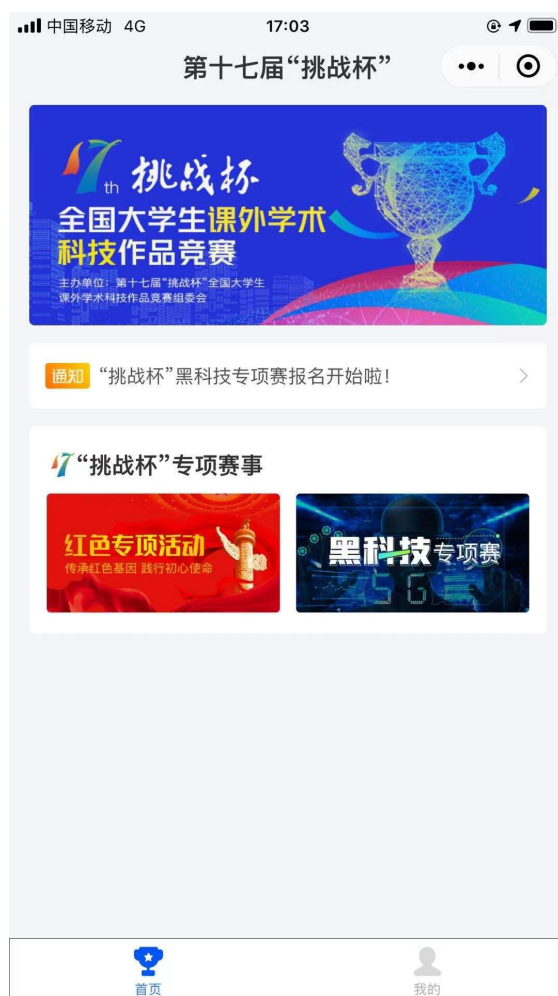 中国移动 4G 17:03
第十七届“挑战杯”
17th 挑战杯
全国大学生课外学术
科技作品竞赛
主办单位：第十七届“挑战杯”全国大学生
课外学术科技作品竞赛组委会
通知 “挑战杯”黑科技专项赛报名开始啦！
17“挑战杯”专项赛事
红色专项活动
传承红色基因 践行初心使命
黑科技专项赛
5G
首页 我的